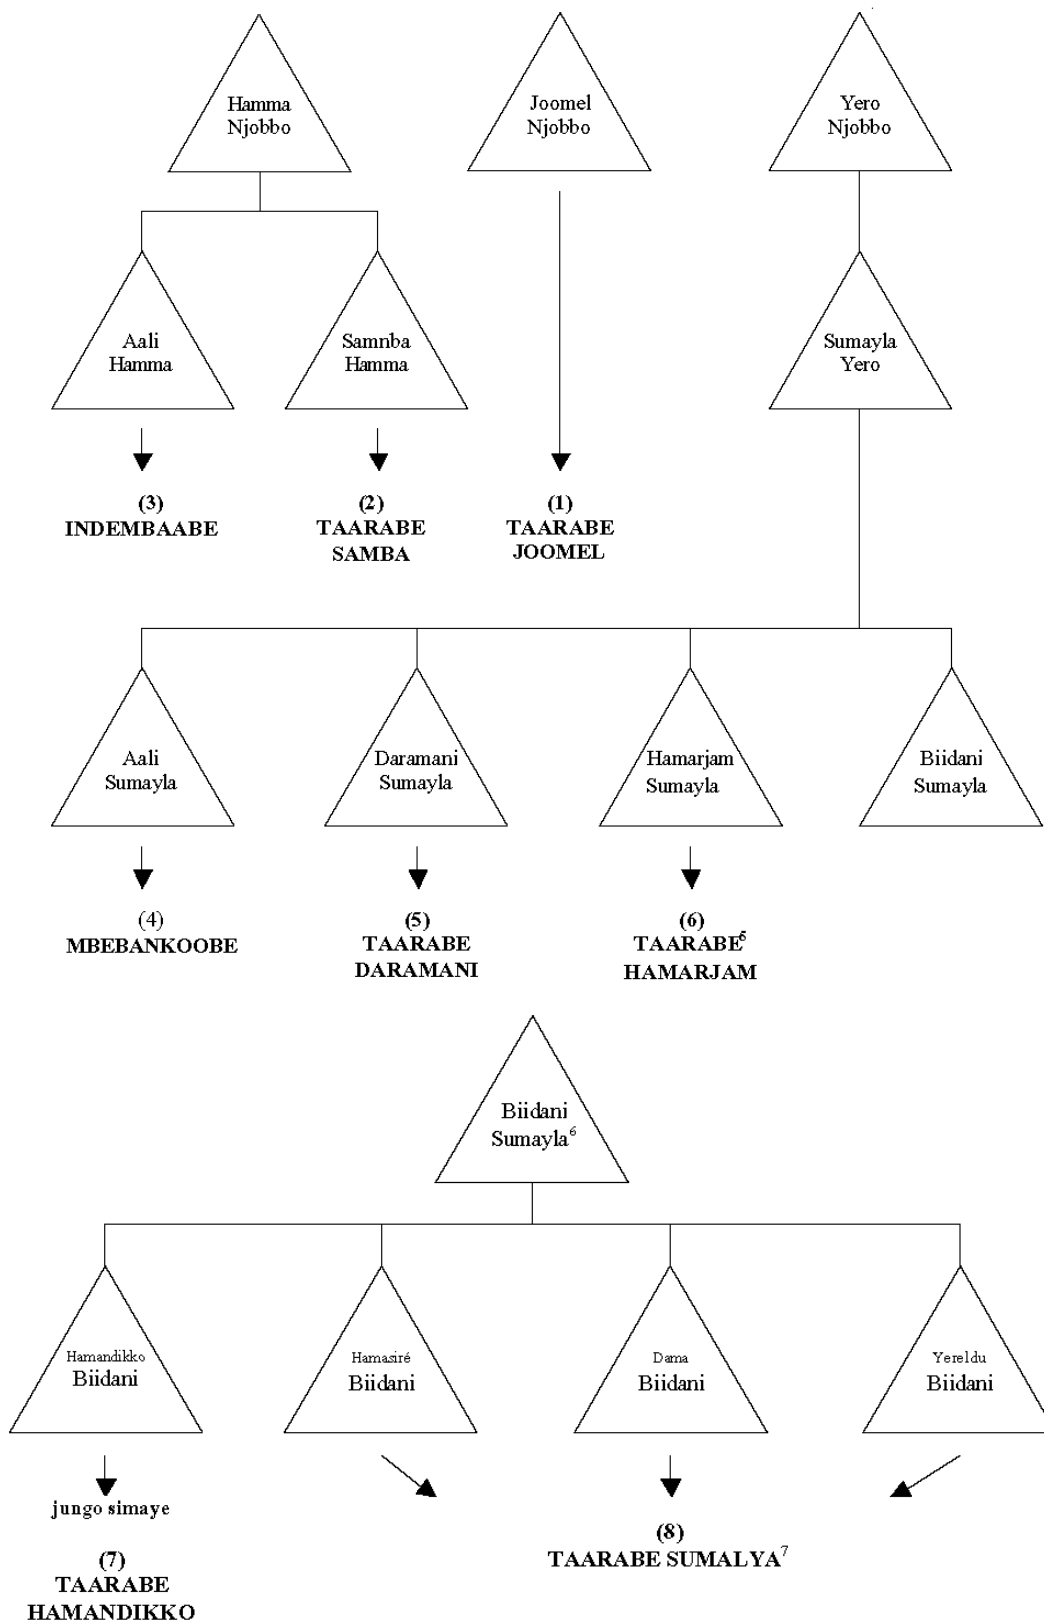 Hamma
Njobbo
Joomel
Njobbo
Yero
Njobbo
Aali
Hamma
Samnba
Hamma
Sumayla
Yero
(3)
INDEMBAABE
(2)
TAARABE
SAMBA
(1)
TAARABE
JOOMEL
Aali
Sumayla
Daramani
Sumayla
Hamarjam
Sumayla
Biidani
Sumayla
(4)
MBEBANKOOBE
(5)
TAARABE
DARAMANI
(6)
TAARABE⁵
HAMARJAM
Biidani
Sumayla⁶
Hamandikko
Biidani
Hamasiré
Biidani
Dama
Biidani
Yereldu
Biidani
jungo simaye
(7)
TAARABE
HAMANDIKKO
(8)
TAARABE SUMALYA⁷